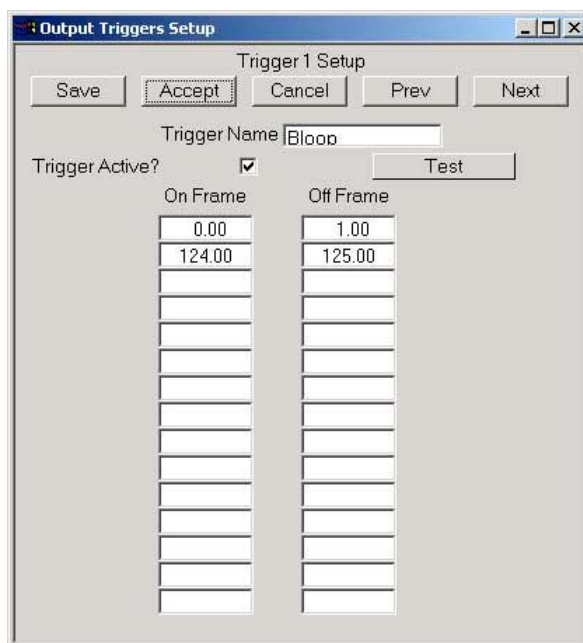 Output Triggers Setup
Trigger 1 Setup
Save Accept Cancel Prev Next
Trigger Name Bloop
Trigger Active? Test
On Frame Off Frame
0.00 1.00
124.00 125.00